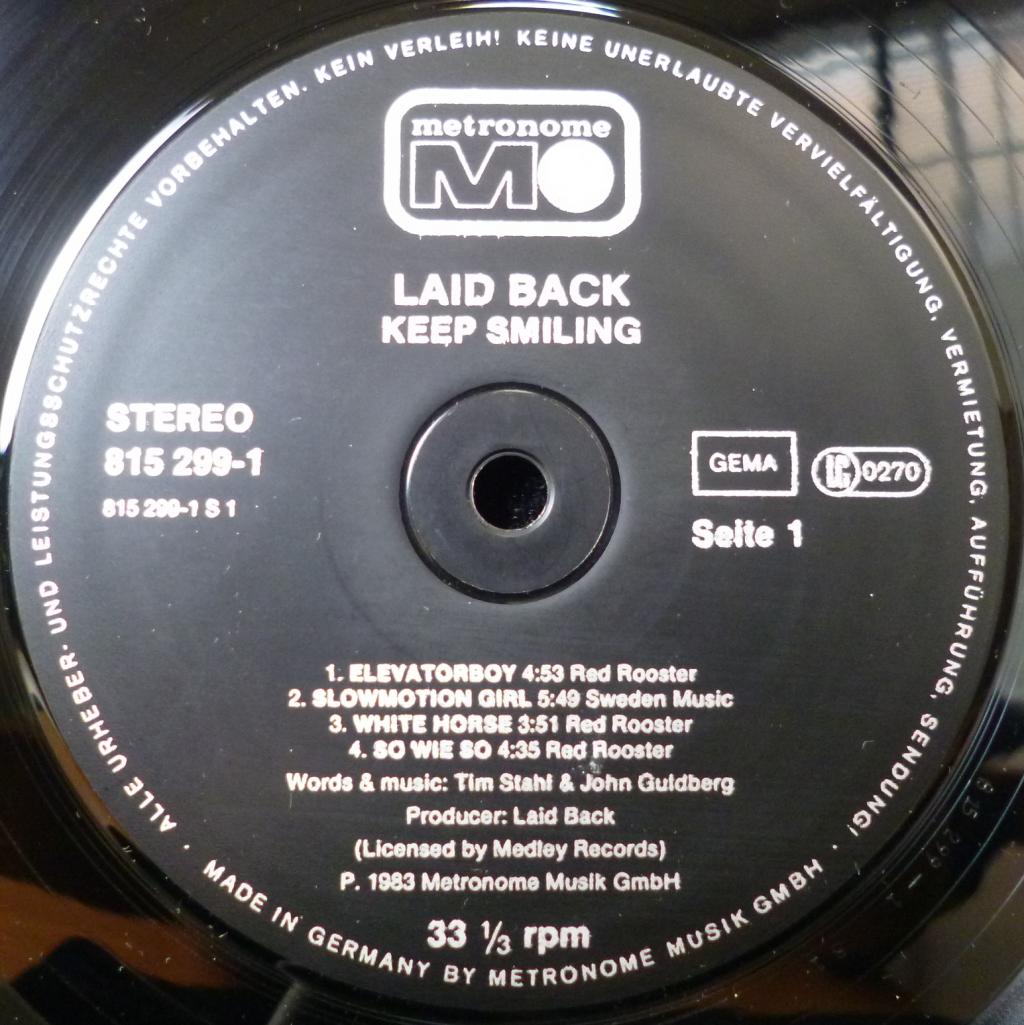 ALLE URHEBER- UND LEISTUNGSSCHUTZRECHTE VORBEHALTEN. KEIN VERLEIH! KEINE UNERLAUBTE VERVIELFÄLTIGUNG, VERMIETUNG, AUFFÜHRUNG, SENDUNG!
metronome
MO
LAID BACK
KEEP SMILING
STEREO
815 299-1
815 299-1 S 1
GEMA
LC 0270
Seite 1
1. ELEVATORBOY 4:53 Red Rooster
2. SLOWMOTION GIRL 5:49 Sweden Music
3. WHITE HORSE 3:51 Red Rooster
4. SO WIE SO 4:35 Red Rooster
Words & music: Tim Stahl & John Guldberg
Producer: Laid Back
(Licensed by Medley Records)
P. 1983 Metronome Musik GmbH
33 ⅓ rpm
· MADE IN GERMANY BY METRONOME MUSIK GMBH ·